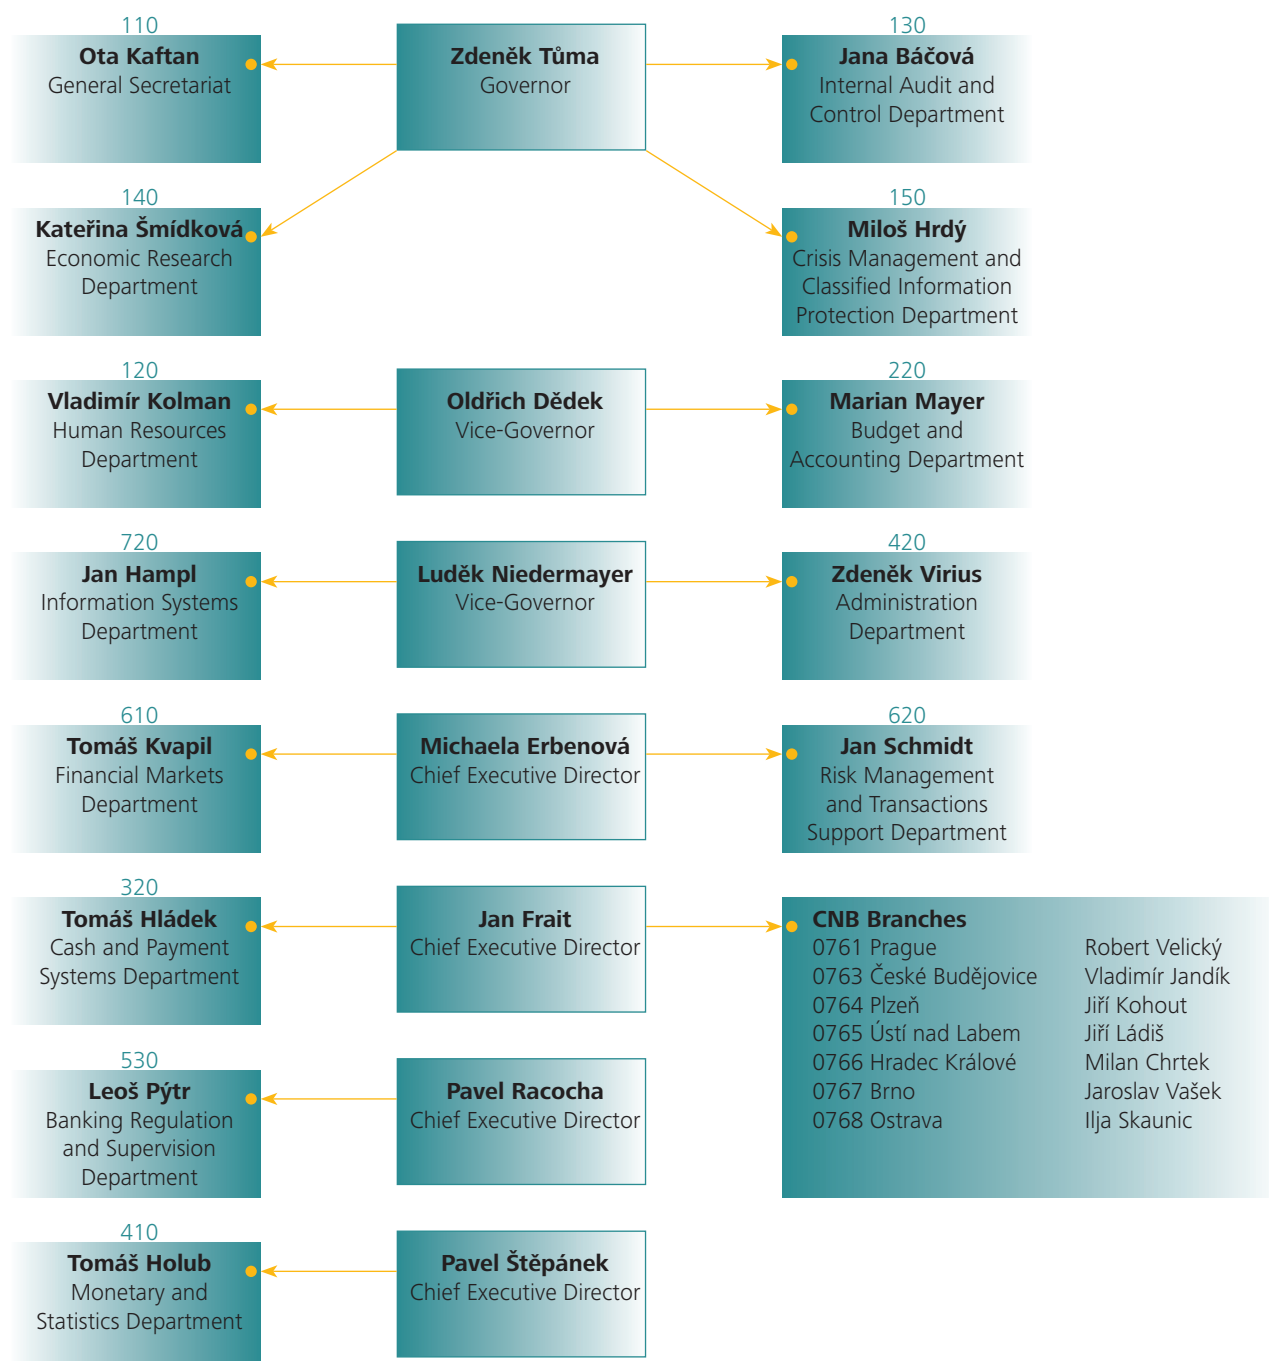 110
Ota Kaftan
General Secretariat
Zdeněk Tůma
Governor
130
Jana Báčová
Internal Audit and
Control Department
140
Kateřina Šmídková
Economic Research
Department
150
Miloš Hrdý
Crisis Management and
Classified Information
Protection Department
120
Vladimír Kolman
Human Resources
Department
Oldřich Dědek
Vice-Governor
220
Marian Mayer
Budget and
Accounting Department
720
Jan Hampl
Information Systems
Department
Luděk Niedermayer
Vice-Governor
420
Zdeněk Virius
Administration
Department
610
Tomáš Kvapil
Financial Markets
Department
Michaela Erbenová
Chief Executive Director
620
Jan Schmidt
Risk Management
and Transactions
Support Department
320
Tomáš Hládek
Cash and Payment
Systems Department
Jan Frait
Chief Executive Director
CNB Branches
0761 Prague Robert Velický
0763 České Budějovice Vladimír Jandík
0764 Plzeň Jiří Kohout
0765 Ústí nad Labem Jiří Ládiš
0766 Hradec Králové Milan Chrtek
0767 Brno Jaroslav Vašek
0768 Ostrava Ilja Skaunic
530
Leoš Pýtr
Banking Regulation
and Supervision
Department
Pavel Racocha
Chief Executive Director
410
Tomáš Holub
Monetary and
Statistics Department
Pavel Štěpánek
Chief Executive Director